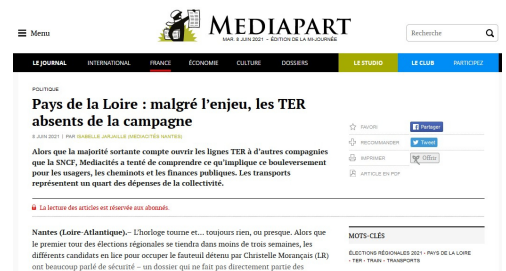 Menu
MEDIAPART
MAR. 8 JUIN 2021 - ÉDITION DE LA MI-JOURNÉE
Recherche
LE JOURNAL INTERNATIONAL FRANCE ÉCONOMIE CULTURE DOSSIERS LE STUDIO LE CLUB PARTICIPEZ
POLITIQUE
Pays de la Loire : malgré l’enjeu, les TER
absents de la campagne
8 JUIN 2021 | PAR ISABELLE JARJAILLE (MEDIACITÉS NANTES)
Alors que la majorité sortante compte ouvrir les lignes TER à d’autres compagnies
que la SNCF, Mediacités a tenté de comprendre ce qu’implique ce bouleversement
pour les usagers, les cheminots et les finances publiques. Les transports
représentent un quart des dépenses de la collectivité.
FAVORI Partager
RECOMMANDER Tweet
IMPRIMER Offrir
ARTICLE EN PDF
La lecture des articles est réservée aux abonnés.
Nantes (Loire-Atlantique).– L’horloge tourne et… toujours rien, ou presque. Alors que
le premier tour des élections régionales se tiendra dans moins de trois semaines, les
différents candidats en lice pour occuper le fauteuil détenu par Christelle Morançais (LR)
ont beaucoup parlé de sécurité – un dossier qui ne fait pas directement partie des
MOTS-CLÉS
ÉLECTIONS RÉGIONALES 2021 - PAYS DE LA LOIRE
- TER - TRAIN - TRANSPORTS